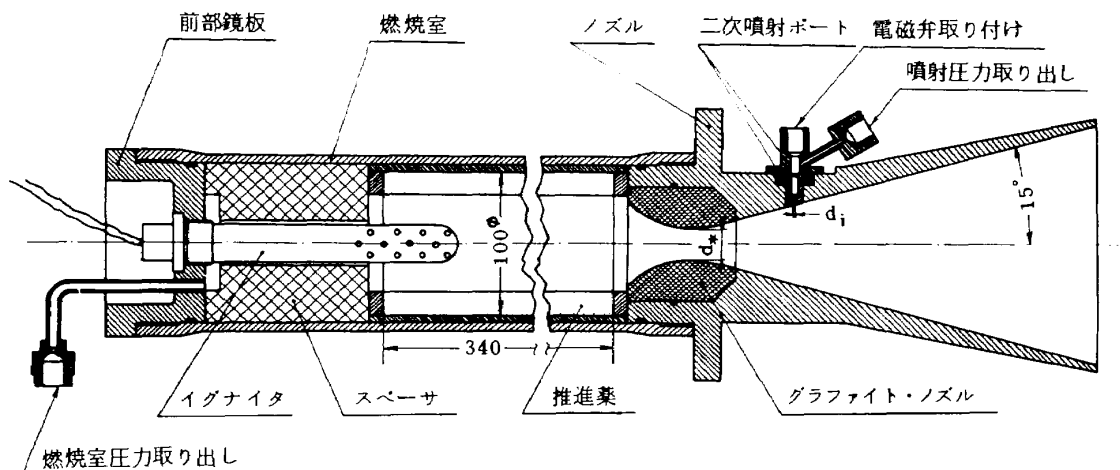 前部鏡板
燃焼室
ノズル
二次噴射ポート
電磁弁取り付け
噴射圧力取り出し
100ø
d*
di
15°
340
イグナイタ
スペーサ
推進薬
グラファイト・ノズル
燃焼室圧力取り出し